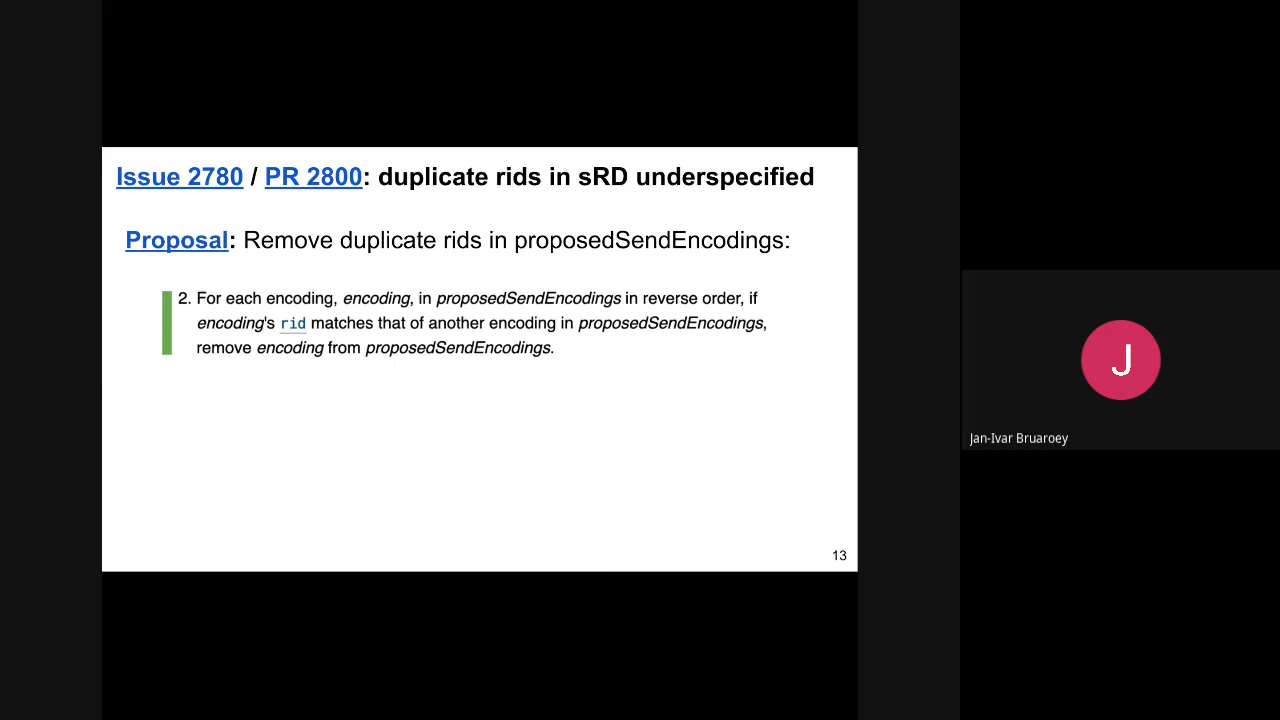 Issue 2780 / PR 2800: duplicate rids in sRD underspecified
Proposal: Remove duplicate rids in proposedSendEncodings:
2. For each encoding, encoding, in proposedSendEncodings in reverse order, if
encoding's rid matches that of another encoding in proposedSendEncodings,
remove encoding from proposedSendEncodings.
13
J
Jan-Ivar Bruaroey